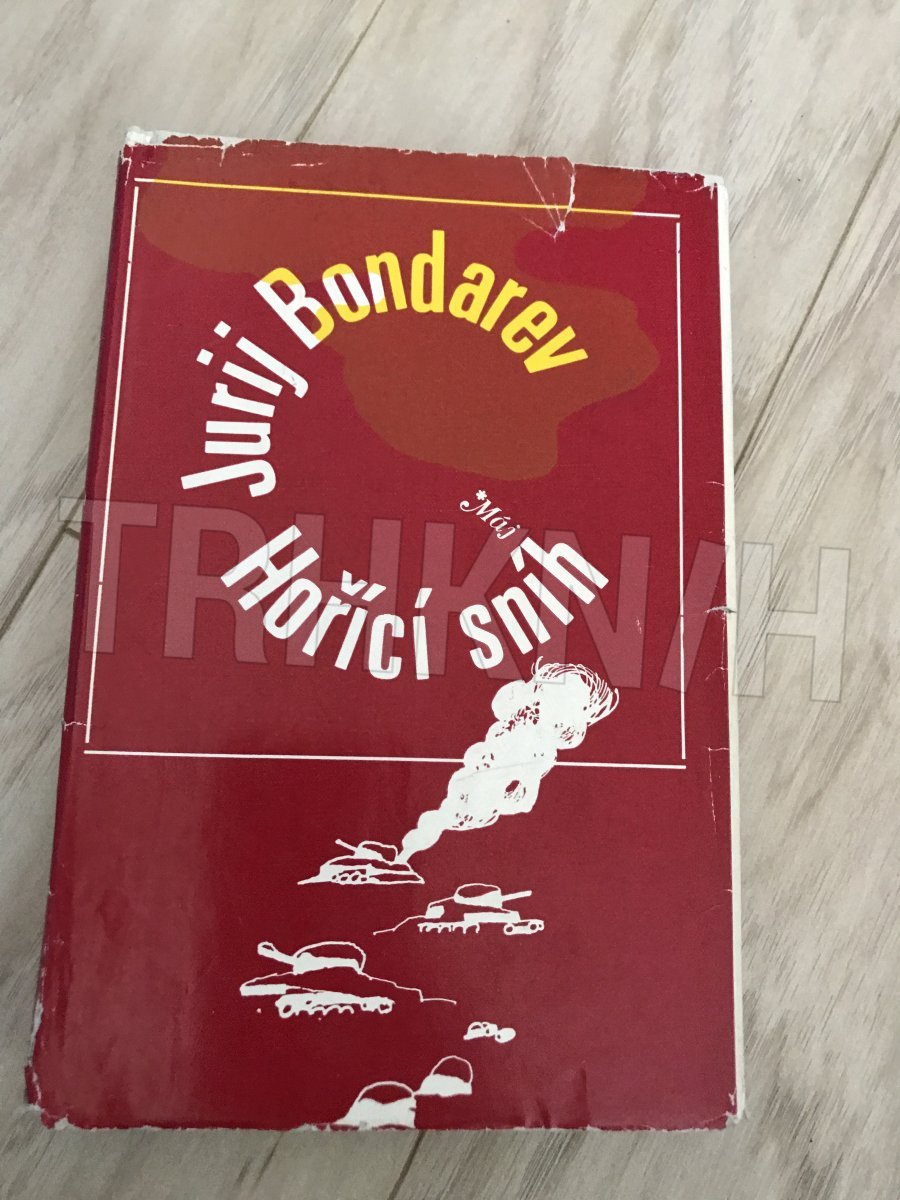 Jurij Bondarev
*Máj
Hořící sníh
TRHKNIH